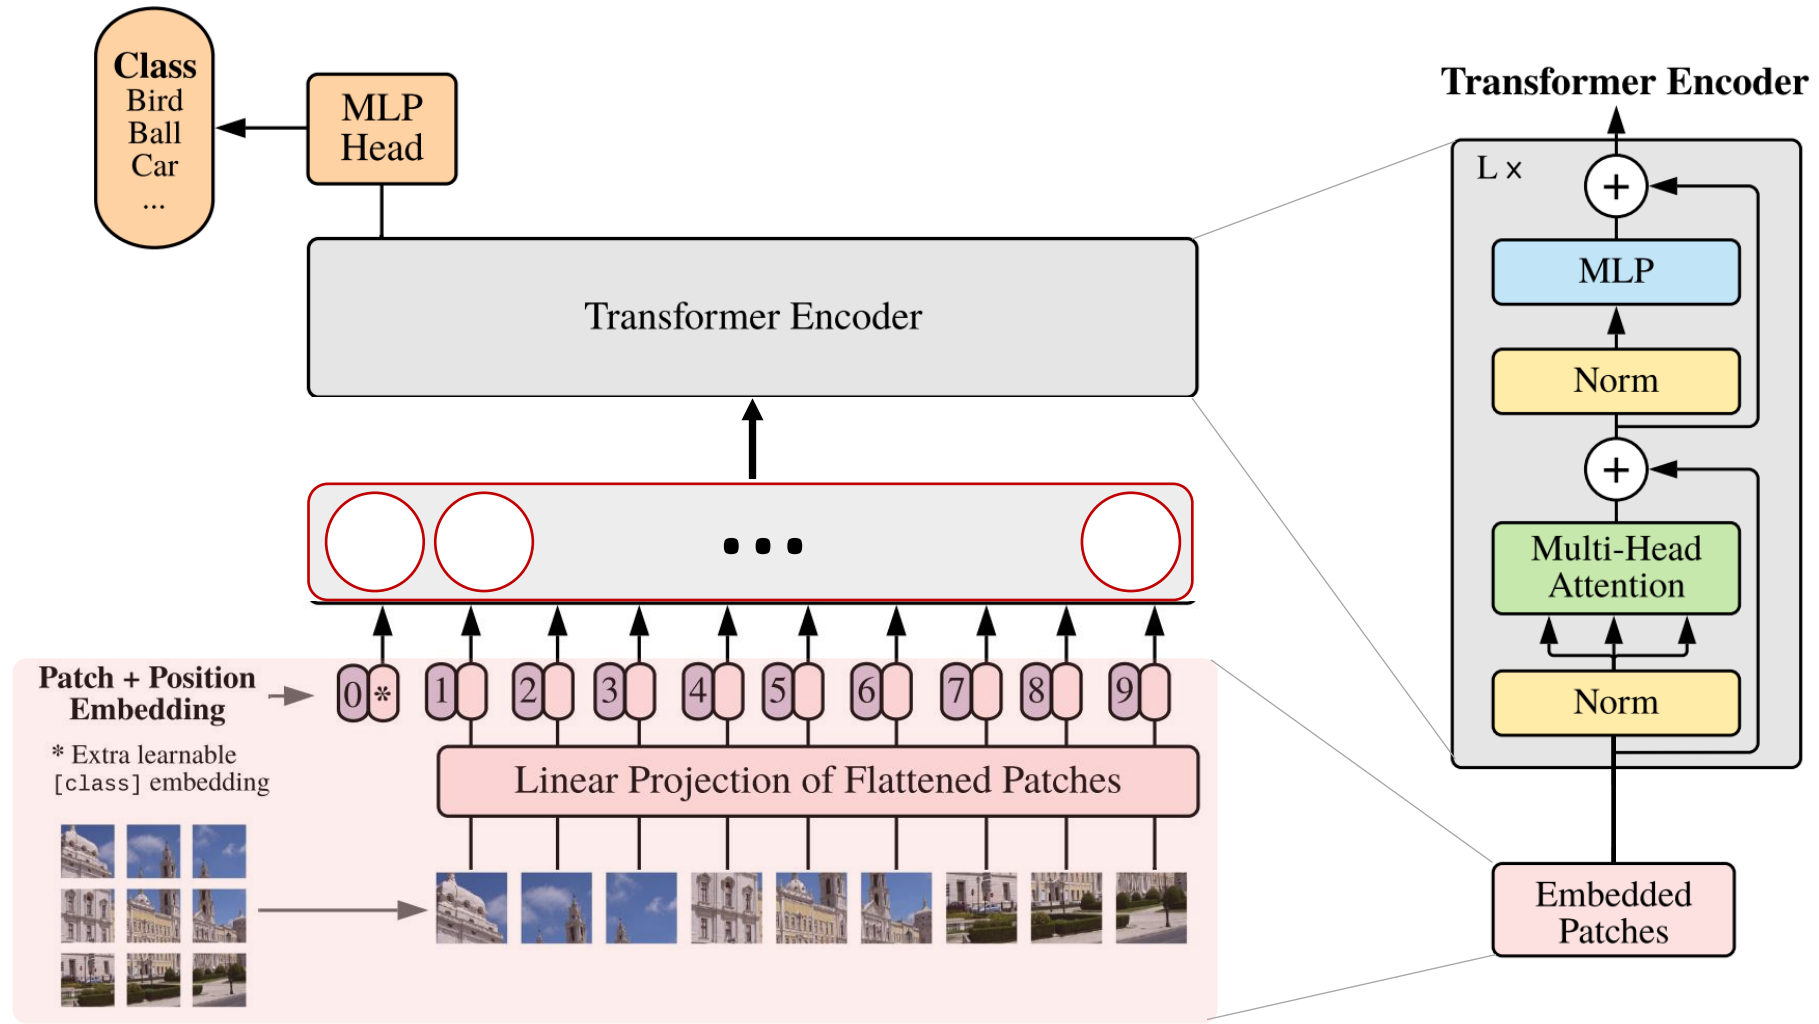 Class
Bird
Ball
Car
...
MLP
Head
Transformer Encoder
Patch + Position
Embedding
* Extra learnable
[class] embedding
0 *
1
2
3
4
5
6
7
8
9
Linear Projection of Flattened Patches
Transformer Encoder
L x
+
MLP
Norm
+
Multi-Head
Attention
Norm
Embedded
Patches